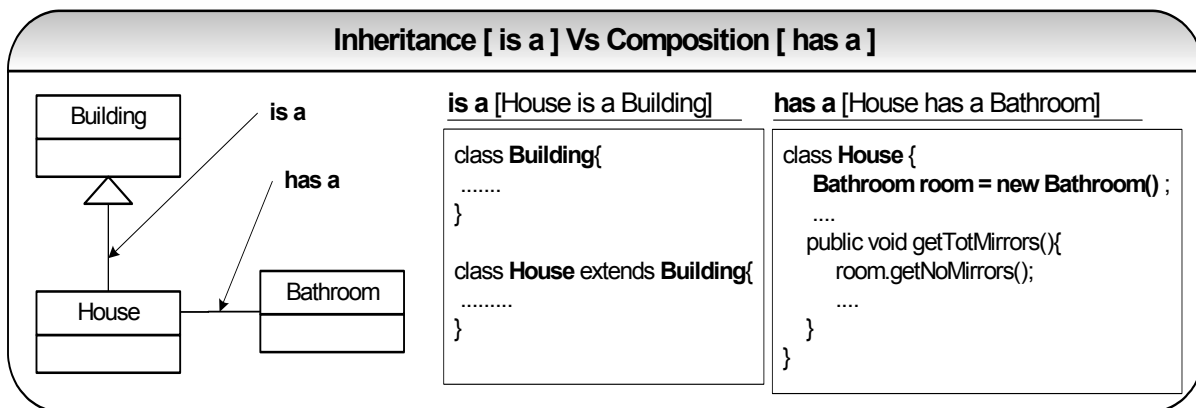 Inheritance [ is a ] Vs Composition [ has a ]
Building
is a
has a
House
Bathroom
is a [House is a Building]
class Building{
.......
}
class House extends Building{
.........
}
has a [House has a Bathroom]
class House {
Bathroom room = new Bathroom() ;
....
public void getTotMirrors(){
room.getNoMirrors();
....
}
}